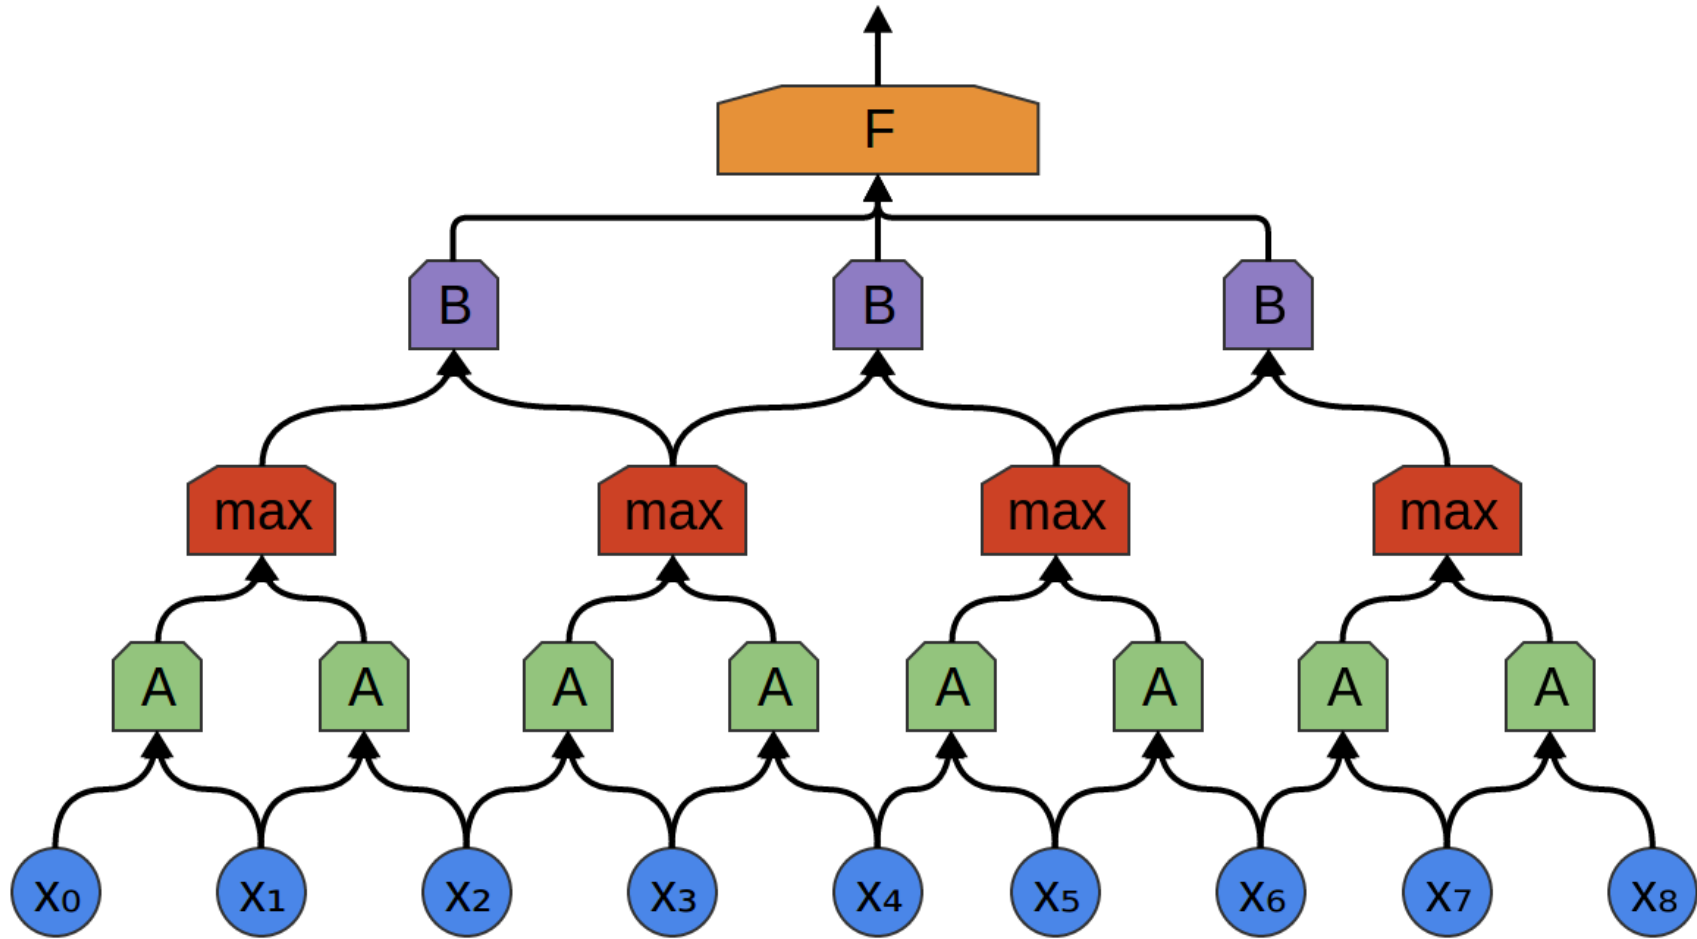 F
B B B
max max max max
A A A A A A A A
x₀ x₁ x₂ x₃ x₄ x₅ x₆ x₇ x₈